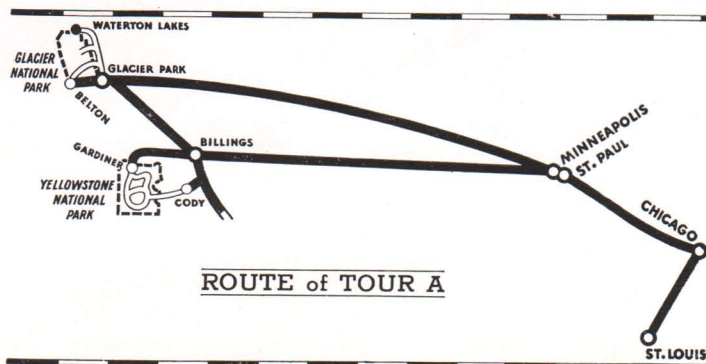 WATERTON LAKES
GLACIER
NATIONAL
PARK
GLACIER PARK
BELTON
BILLINGS
GARDINER
YELLOWSTONE
NATIONAL
PARK
CODY
MINNEAPOLIS
ST. PAUL
CHICAGO
ST. LOUIS
ROUTE of TOUR A